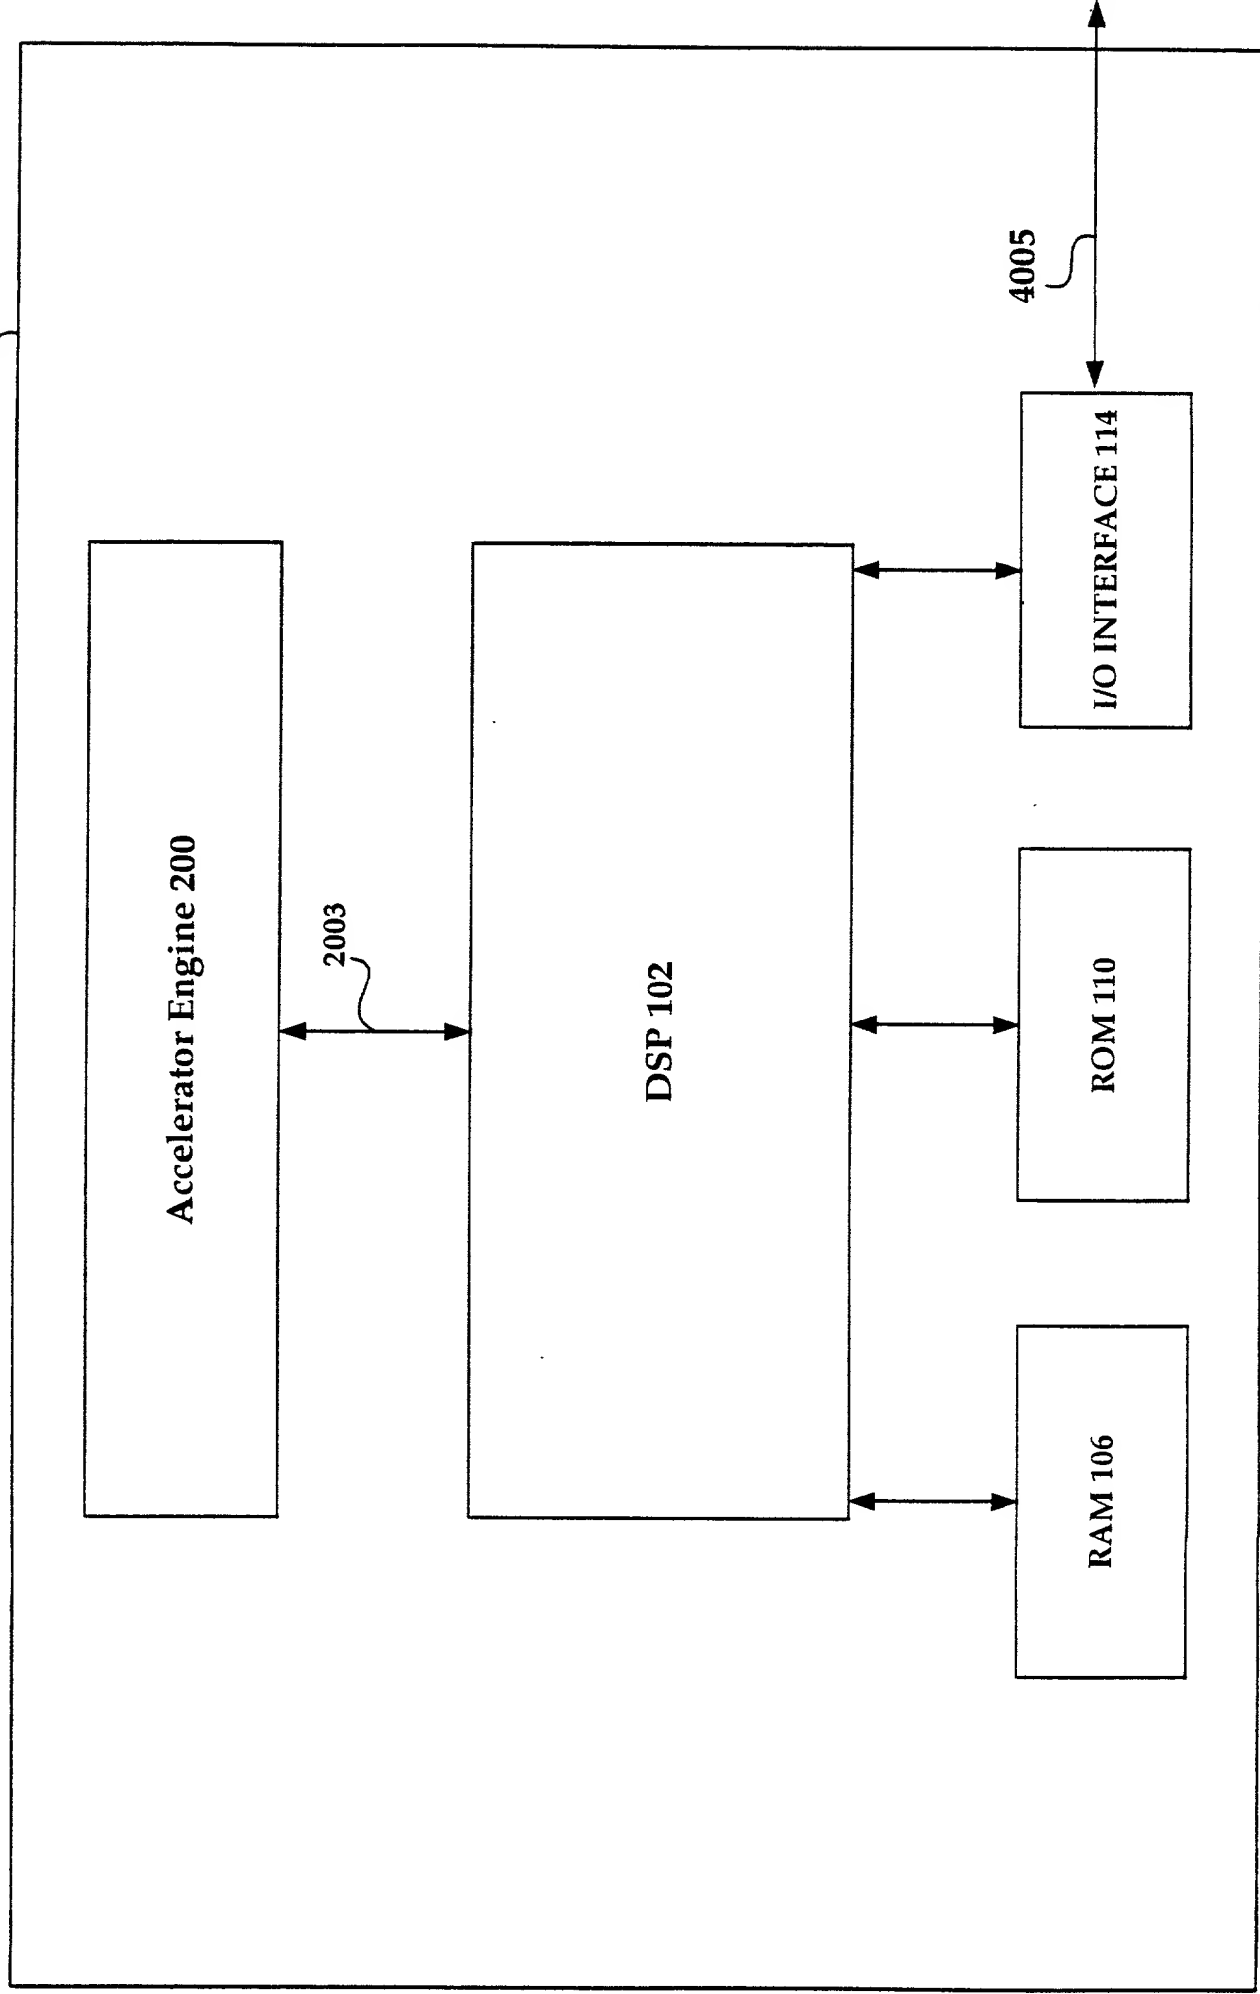 Accelerator Engine 200
2003
DSP 102
4005
RAM 106
ROM 110
I/O INTERFACE 114